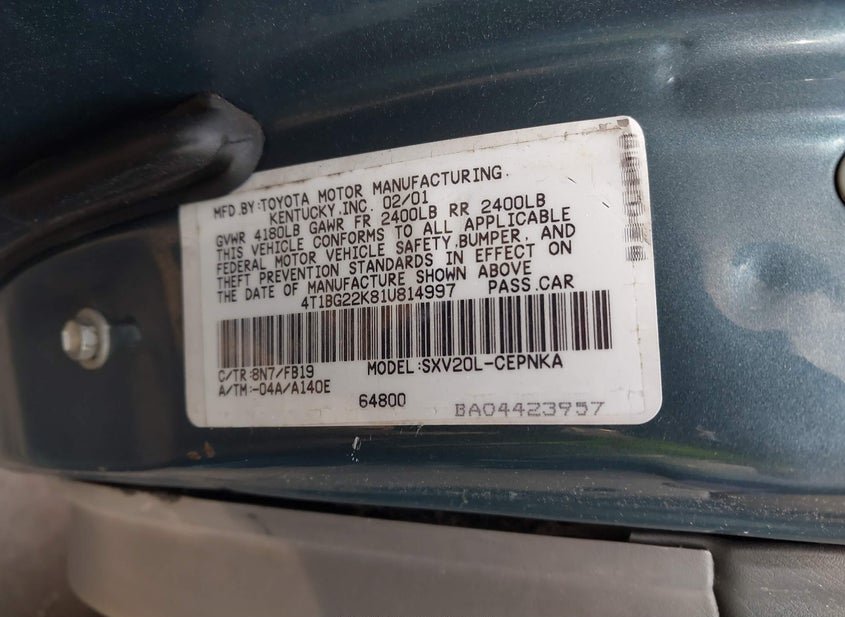 MFD.BY:TOYOTA MOTOR MANUFACTURING.
KENTUCKY,INC. 02/01
GVWR 4180LB GAWR FR 2400LB RR 2400LB
THIS VEHICLE CONFORMS TO ALL APPLICABLE
FEDERAL MOTOR VEHICLE SAFETY,BUMPER, AND
THEFT PREVENTION STANDARDS IN EFFECT ON
THE DATE OF MANUFACTURE SHOWN ABOVE
4T1BG22K81U814997 PASS.CAR
C/TR:8N7/FB19 MODEL:SXV20L-CEPNKA
A/TM:-04A/A140E
64800
BA04423957